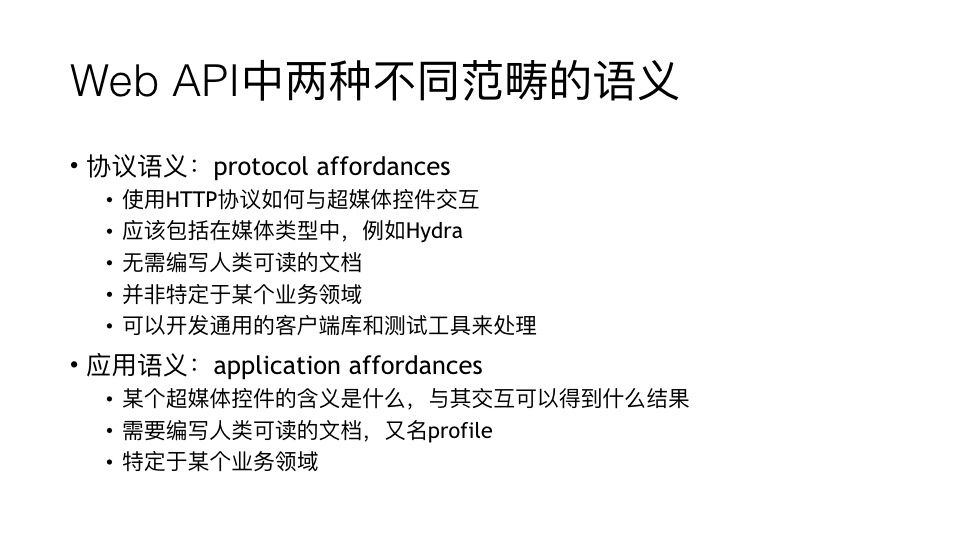 Web API中两种不同范畴的语义
• 协议语义：protocol affordances
• 使用HTTP协议如何与超媒体控件交互
• 应该包括在媒体类型中，例如Hydra
• 无需编写人类可读的文档
• 并非特定于某个业务领域
• 可以开发通用的客户端库和测试工具来处理
• 应用语义：application affordances
• 某个超媒体控件的含义是什么，与其交互可以得到什么结果
• 需要编写人类可读的文档，又名profile
• 特定于某个业务领域